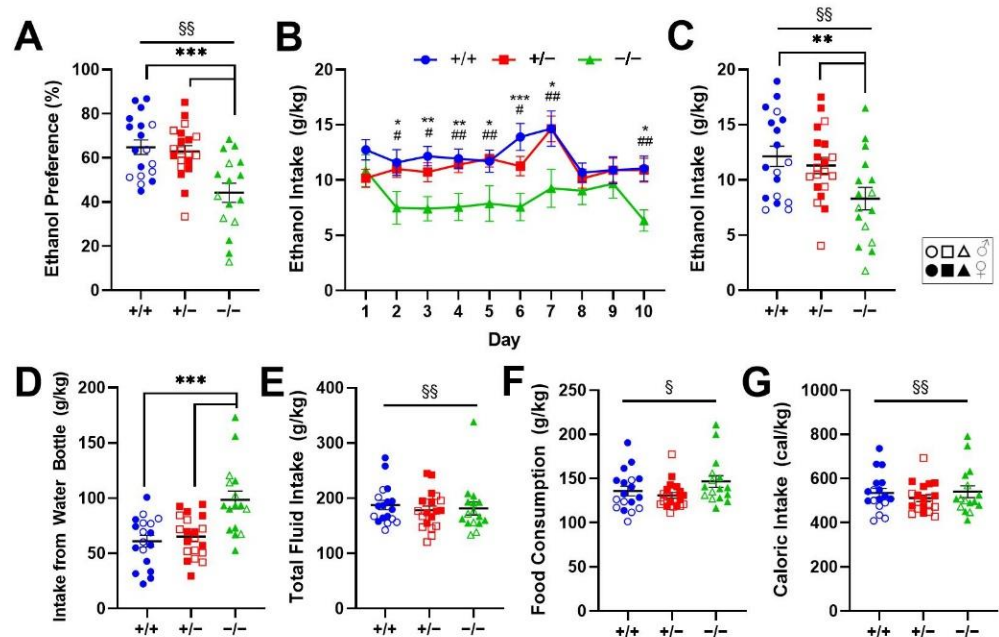 A
§§
***
Ethanol Preference (%)
100
80
60
40
20
0
+/+ +/− −/−
B
+/+ +/− −/−
Ethanol Intake (g/kg)
20
15
10
5
0
* ** ** * *** * *
# # ## ## # ## ##
1 2 3 4 5 6 7 8 9 10
Day
C
§§
**
Ethanol Intake (g/kg)
20
15
10
5
0
+/+ +/− −/−
♂
♀
D
***
Intake from Water Bottle (g/kg)
200
150
100
50
0
+/+ +/− −/−
E
§§
Total Fluid Intake (g/kg)
400
300
200
100
0
+/+ +/− −/−
F
§
Food Consumption (g/kg)
250
200
150
100
50
0
+/+ +/− −/−
G
§§
Caloric Intake (cal/kg)
1000
800
600
400
200
0
+/+ +/− −/−